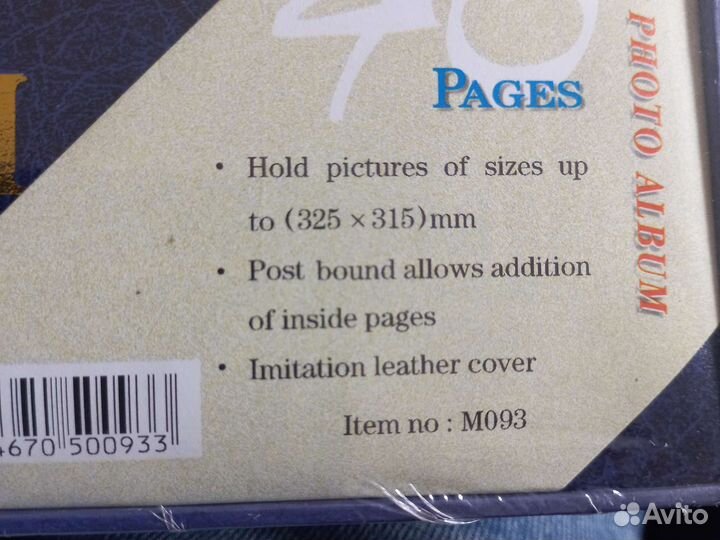 40
PAGES
PHOTO ALBUM
• Hold pictures of sizes up
to (325 × 315)mm
• Post bound allows addition
of inside pages
• Imitation leather cover
Item no : M093
4670 500933
Avito